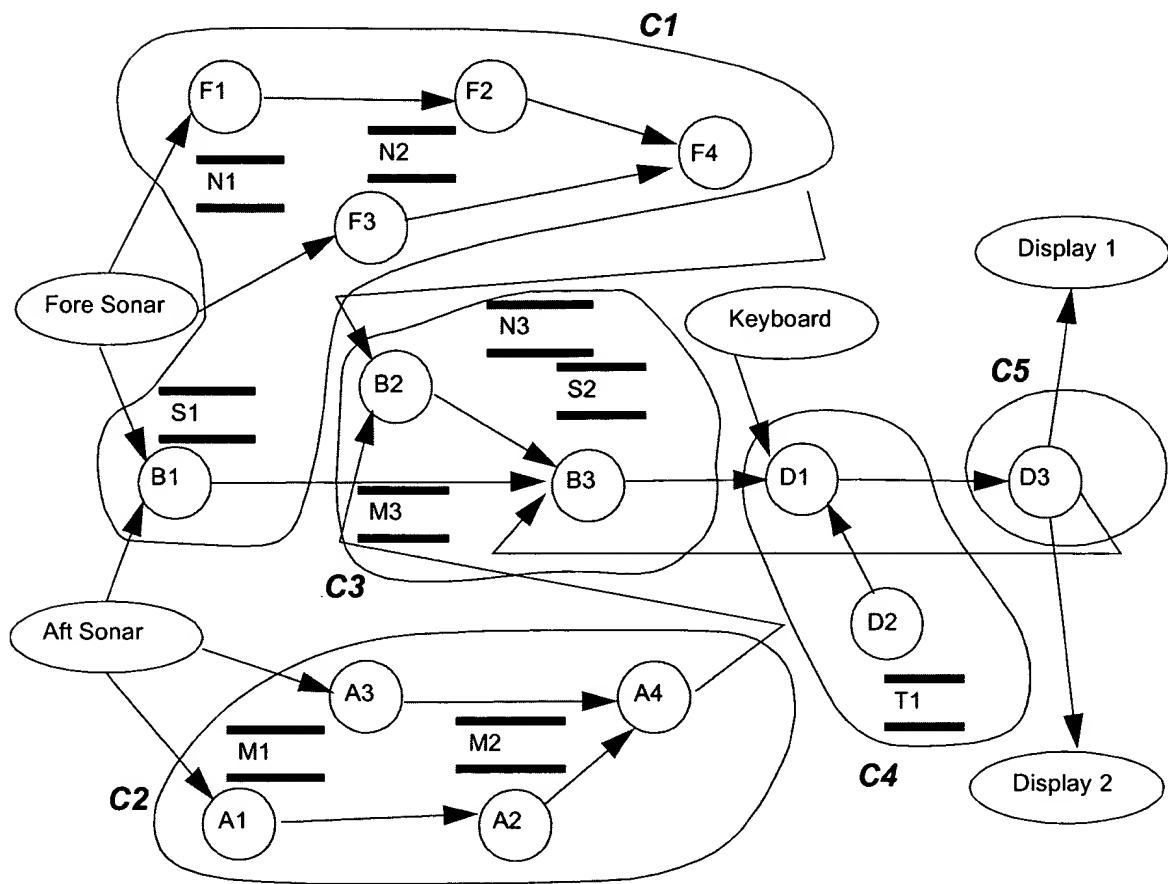 C1
F1
F2
F4
N2
N1
F3
Display 1
Fore Sonar
N3
Keyboard
C5
B2
S2
S1
B1
B3
D1
D3
M3
C3
Aft Sonar
D2
A3
A4
T1
M1
M2
C4
C2
Display 2
A1
A2